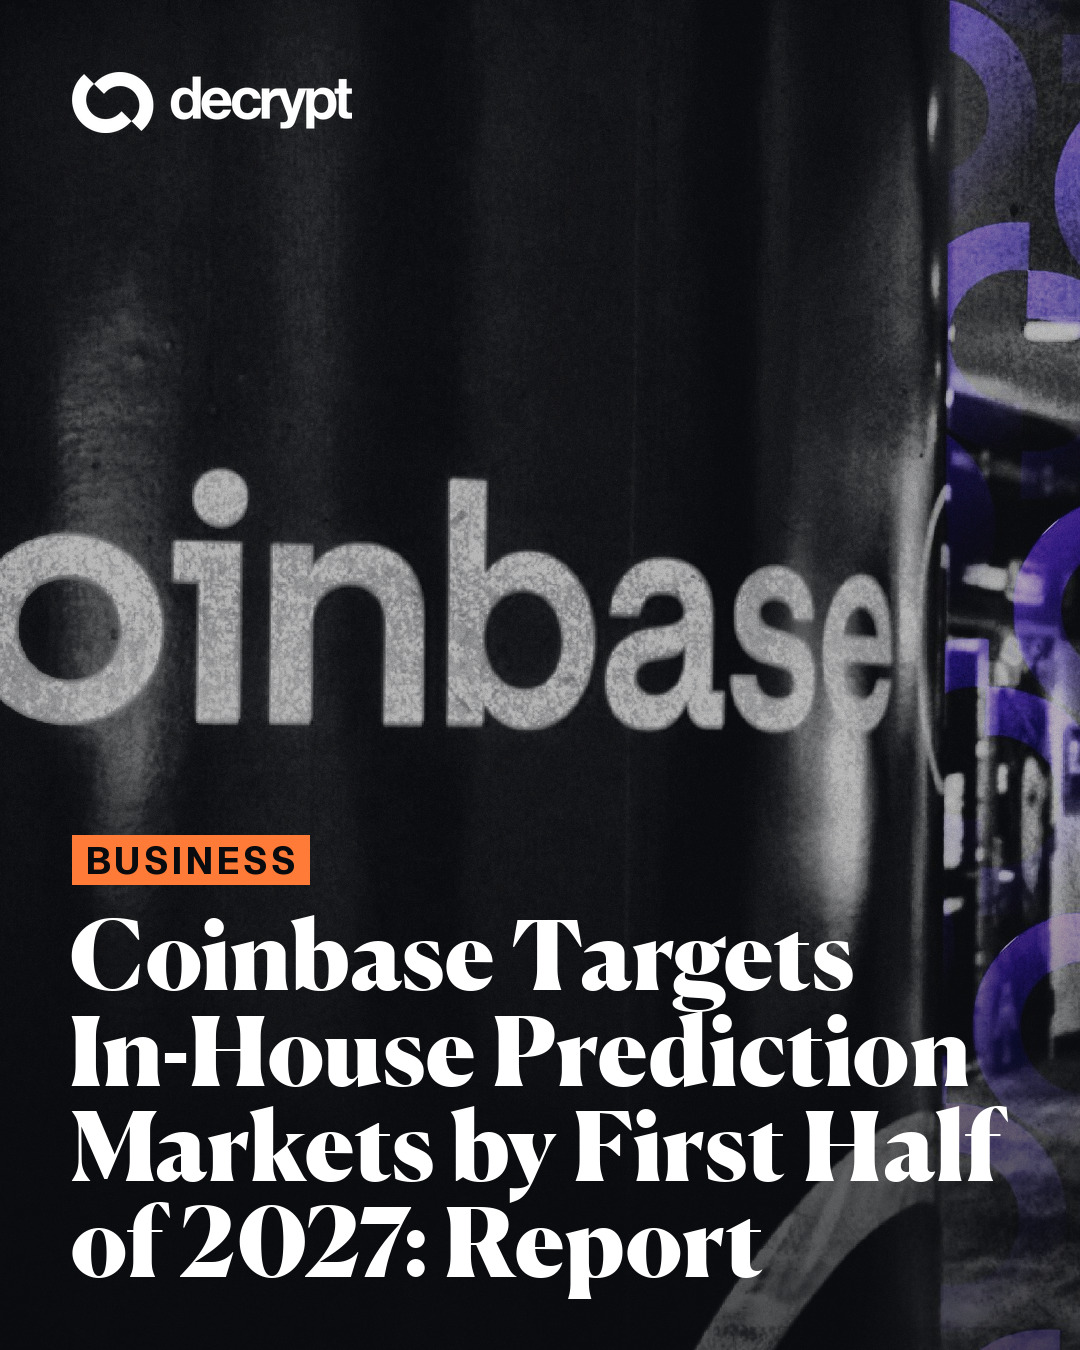 decrypt
oinbase
BUSINESS
Coinbase Targets
In-House Prediction
Markets by First Half
of 2027: Report